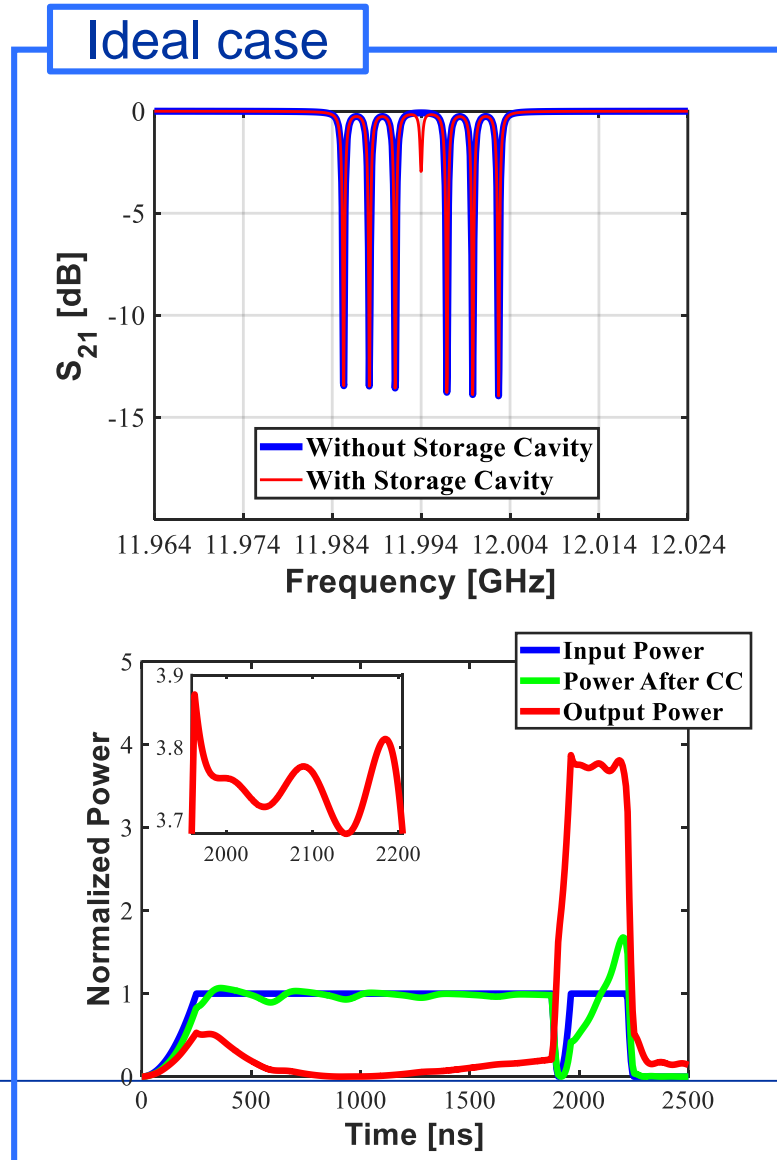 Ideal case
0
-5
-10
-15
S21 [dB]
Without Storage Cavity
With Storage Cavity
11.964 11.974 11.984 11.994 12.004 12.014 12.024
Frequency [GHz]
Input Power
Power After CC
Output Power
5
4
3
2
1
0
Normalized Power
3.9
3.8
3.7
2000 2100 2200
0 500 1000 1500 2000 2500
Time [ns]